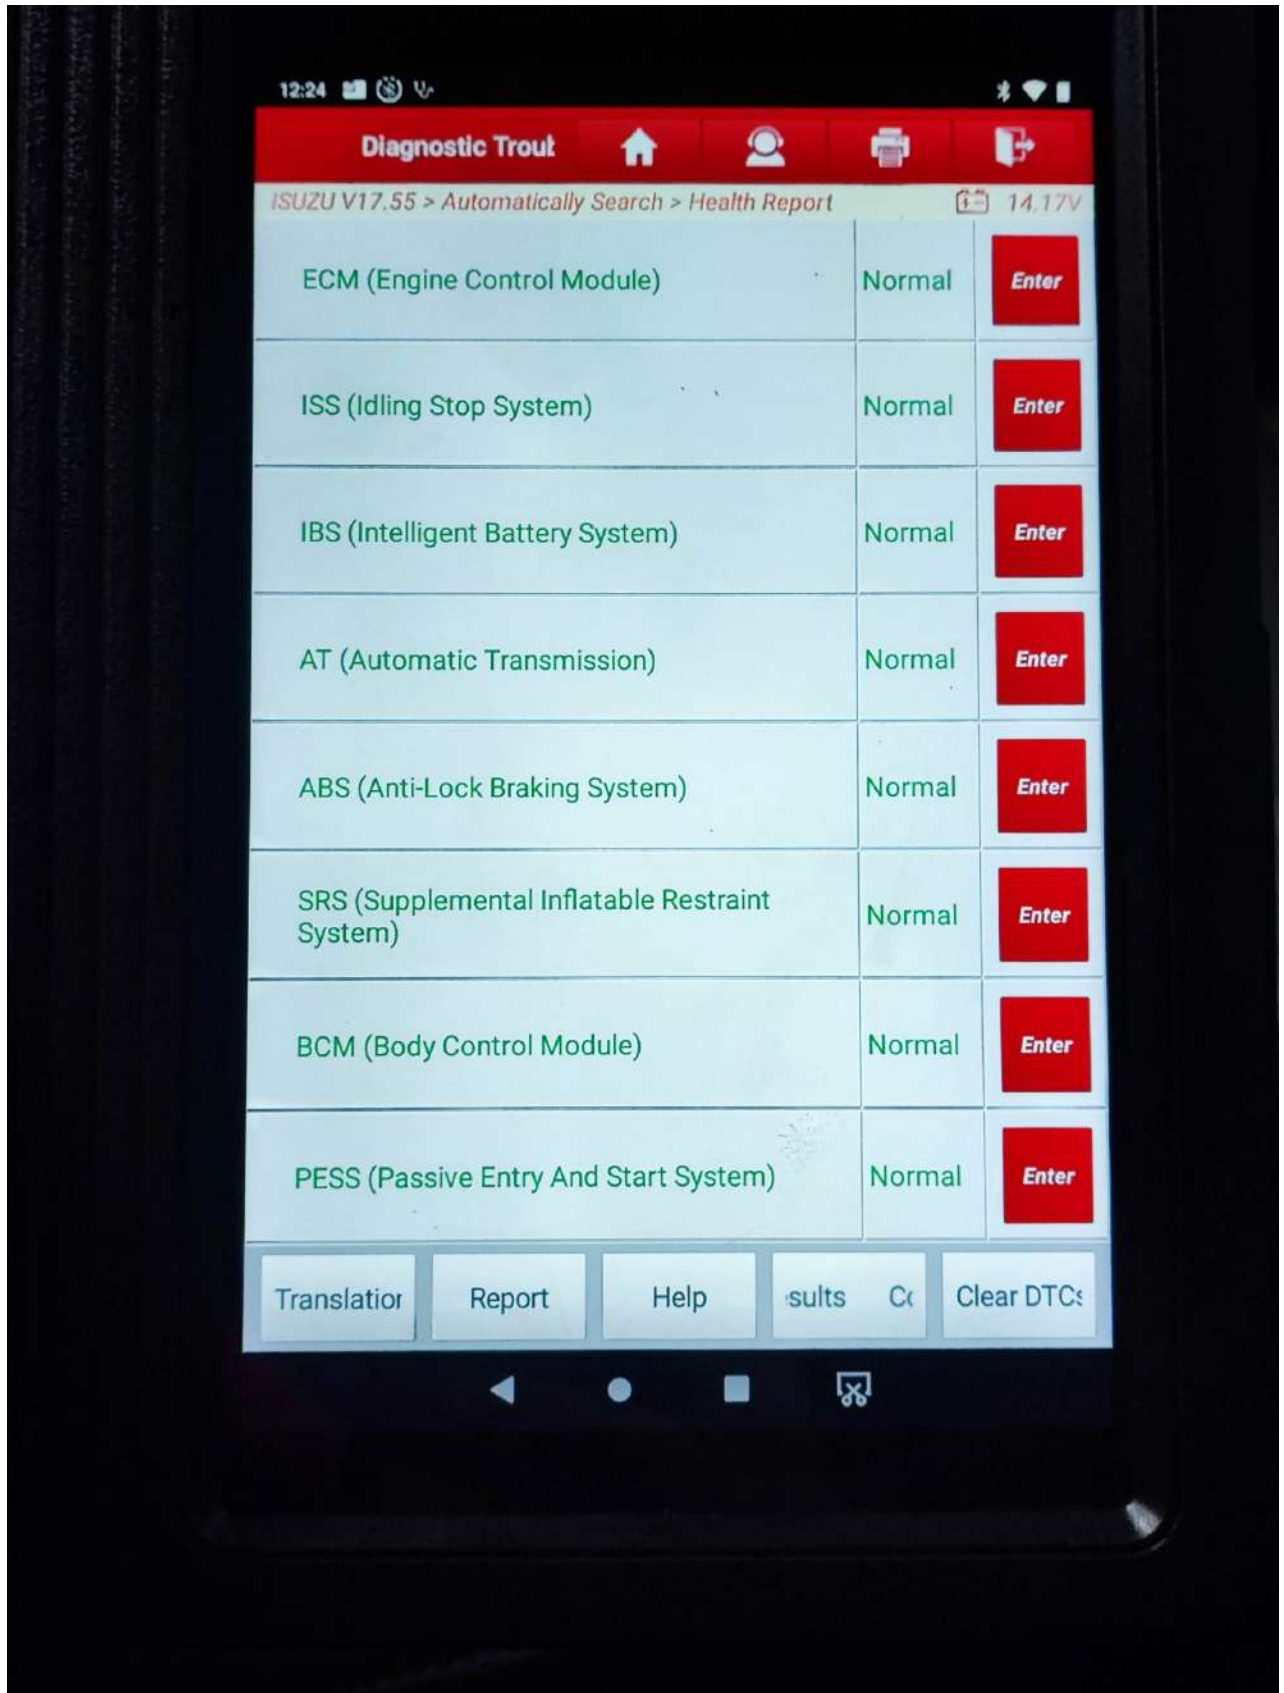 12:24
Diagnostic Troul
ISUZU V17.55 > Automatically Search > Health Report 14.17V
ECM (Engine Control Module) Normal Enter
ISS (Idling Stop System) Normal Enter
IBS (Intelligent Battery System) Normal Enter
AT (Automatic Transmission) Normal Enter
ABS (Anti-Lock Braking System) Normal Enter
SRS (Supplemental Inflatable Restraint
System) Normal Enter
BCM (Body Control Module) Normal Enter
PESS (Passive Entry And Start System) Normal Enter
Translation Report Help sults Co Clear DTCs